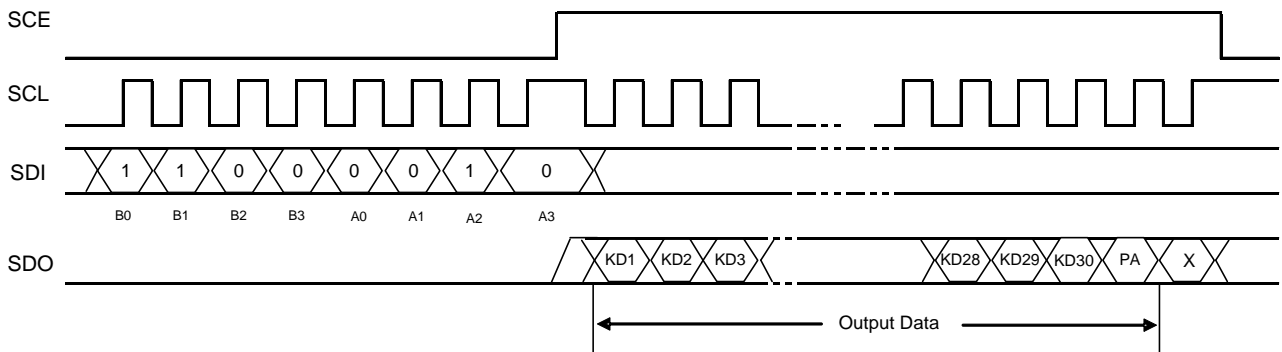 SCE
SCL
SDI 1 1 0 0 0 0 1 0
B0 B1 B2 B3 A0 A1 A2 A3
SDO KD1 KD2 KD3 KD28 KD29 KD30 PA X
Output Data